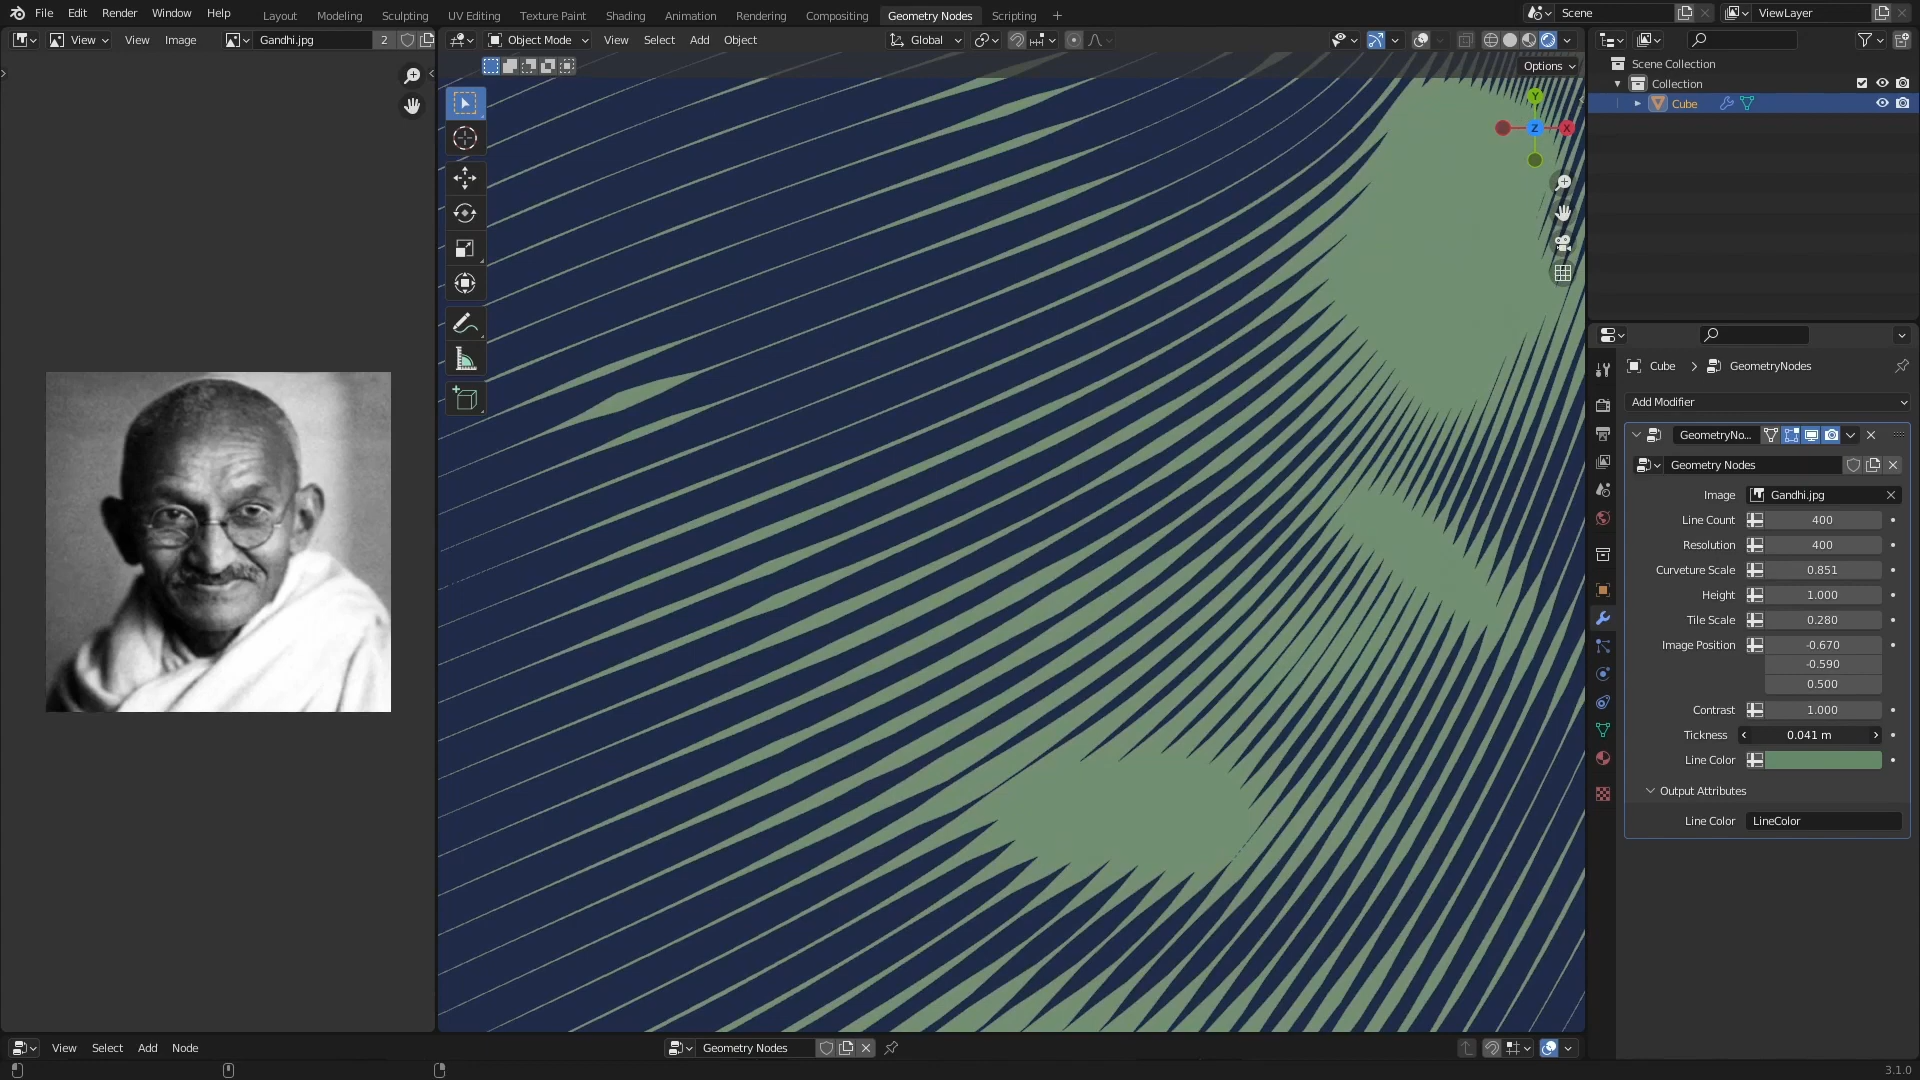 File Edit Render Window Help Layout Modeling Sculpting UV Editing Texture Paint Shading Animation Rendering Compositing Geometry Nodes Scripting + Scene ViewLayer
View View Image Gandhi.jpg 2 Object Mode View Select Add Object Global
Options
Scene Collection
Collection
Cube
Y
Z X
Cube > GeometryNodes
Add Modifier
GeometryNo...
Geometry Nodes
Image Gandhi.jpg
Line Count 400
Resolution 400
Curveture Scale 0.851
Height 1.000
Tile Scale 0.280
Image Position -0.670
-0.590
0.500
Contrast 1.000
Tickness 0.041 m
Line Color
Output Attributes
Line Color LineColor
View Select Add Node Geometry Nodes
3.1.0